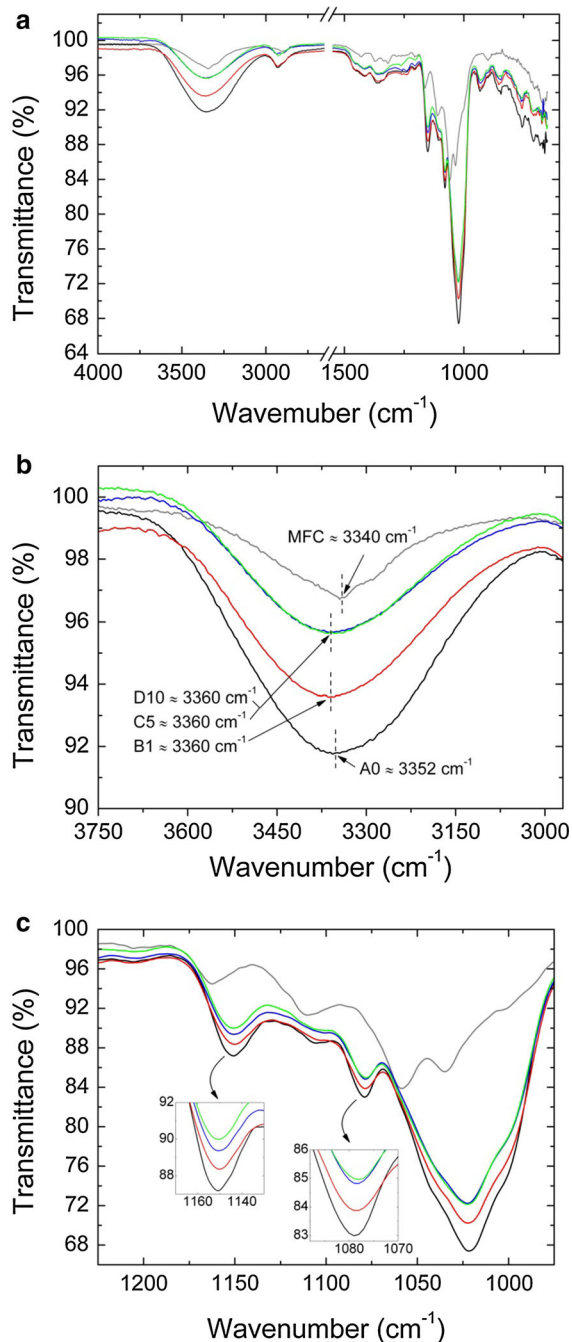 a
100
96
92
88
84
80
76
72
68
64
4000 3500 3000 1500 1000
Transmittance (%)
Wavemuber (cm⁻¹)
b
100
98
96
94
92
90
MFC ≈ 3340 cm⁻¹
D10 ≈ 3360 cm⁻¹
C5 ≈ 3360 cm⁻¹
B1 ≈ 3360 cm⁻¹
A0 ≈ 3352 cm⁻¹
3750 3600 3450 3300 3150 3000
Transmittance (%)
Wavenumber (cm⁻¹)
c
100
96
92
88
84
80
76
72
68
92
90
88
1160 1140
86
85
84
83
1080 1070
1200 1150 1100 1050 1000
Transmittance (%)
Wavenumber (cm⁻¹)